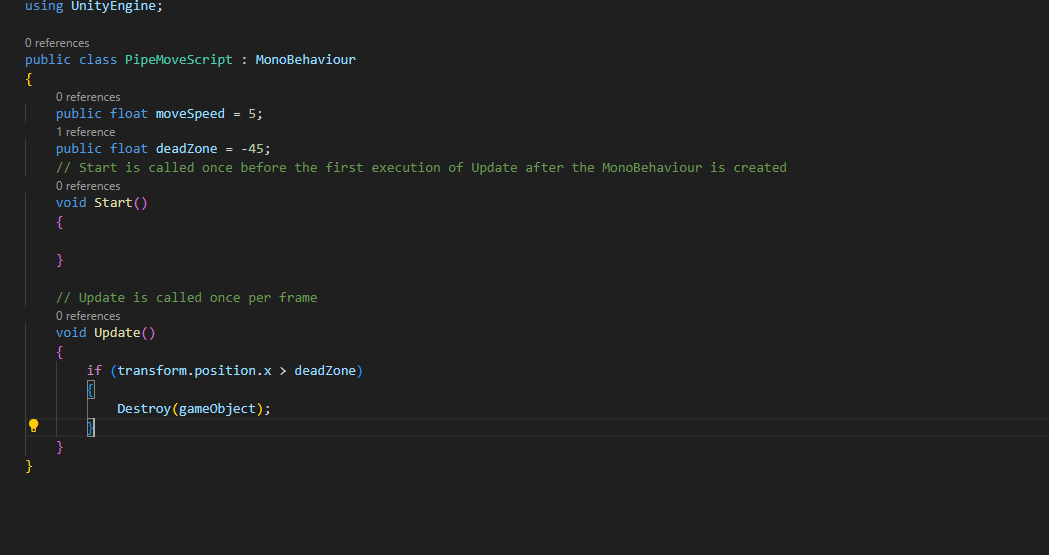 using UnityEngine;
0 references
public class PipeMoveScript : MonoBehaviour
{
0 references
public float moveSpeed = 5;
1 reference
public float deadZone = -45;
// Start is called once before the first execution of Update after the MonoBehaviour is created
0 references
void Start()
{
}
// Update is called once per frame
0 references
void Update()
{
if (transform.position.x > deadZone)
{
Destroy(gameObject);
}
}
}